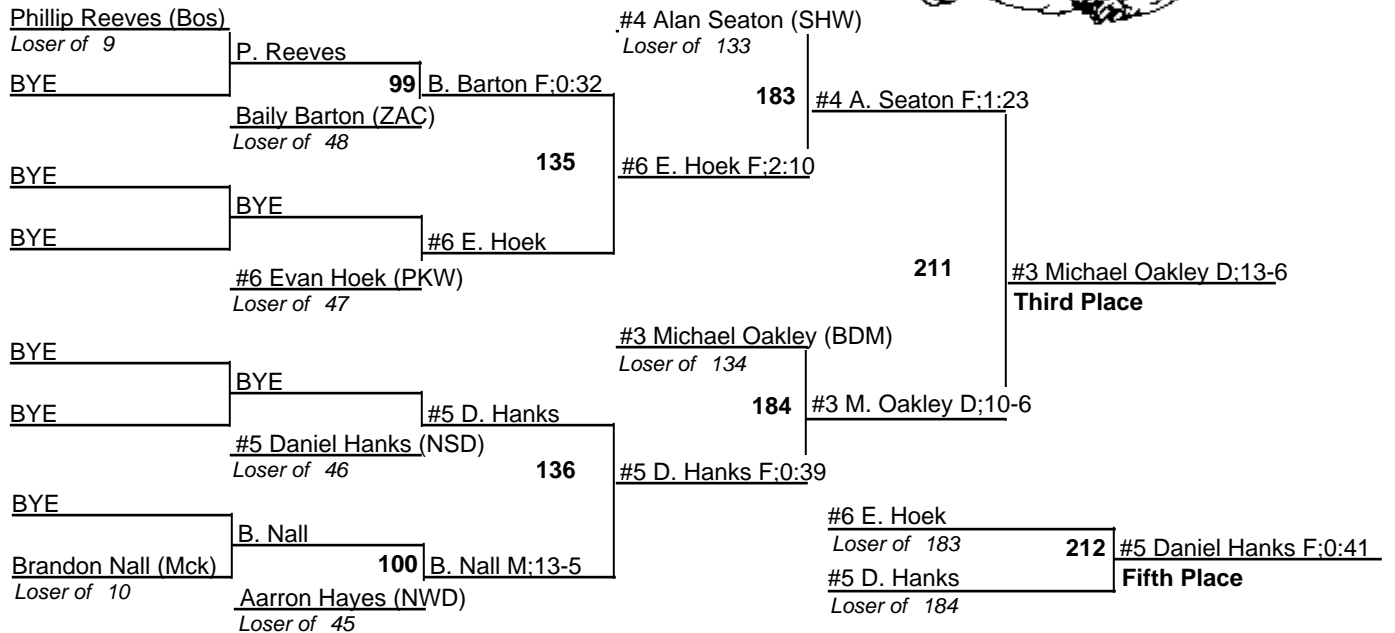 Phillip Reeves (Bos)
Loser of 9
BYE
P. Reeves
99
B. Barton F;0:32
Baily Barton (ZAC)
Loser of 48
BYE
BYE
BYE
#6 E. Hoek
#6 Evan Hoek (PKW)
Loser of 47
135
#6 E. Hoek F;2:10
#4 Alan Seaton (SHW)
Loser of 133
183
#4 A. Seaton F;1:23
BYE
BYE
BYE
#5 D. Hanks
#5 Daniel Hanks (NSD)
Loser of 46
136
#5 D. Hanks F;0:39
BYE
B. Nall
Brandon Nall (Mck)
Loser of 10
100
B. Nall M;13-5
Aarron Hayes (NWD)
Loser of 45
#3 Michael Oakley (BDM)
Loser of 134
184
#3 M. Oakley D;10-6
211
#3 Michael Oakley D;13-6
Third Place
#6 E. Hoek
Loser of 183
212
#5 Daniel Hanks F;0:41
#5 D. Hanks
Fifth Place
Loser of 184